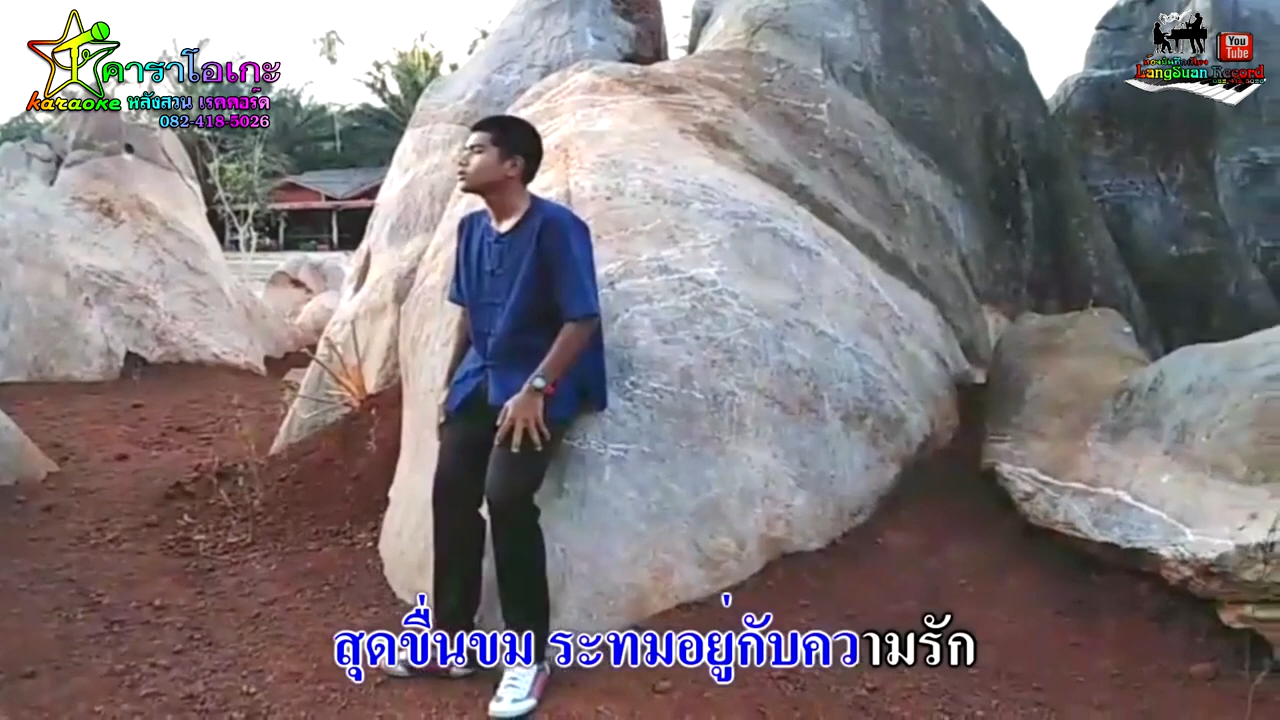 คาราโอเกะ
karaoke หลังสวน เรคคอร์ด
082-418-5026
You
Tube
LangSuan Record
สุดขื่นขม ระทมอยู่กับความรัก